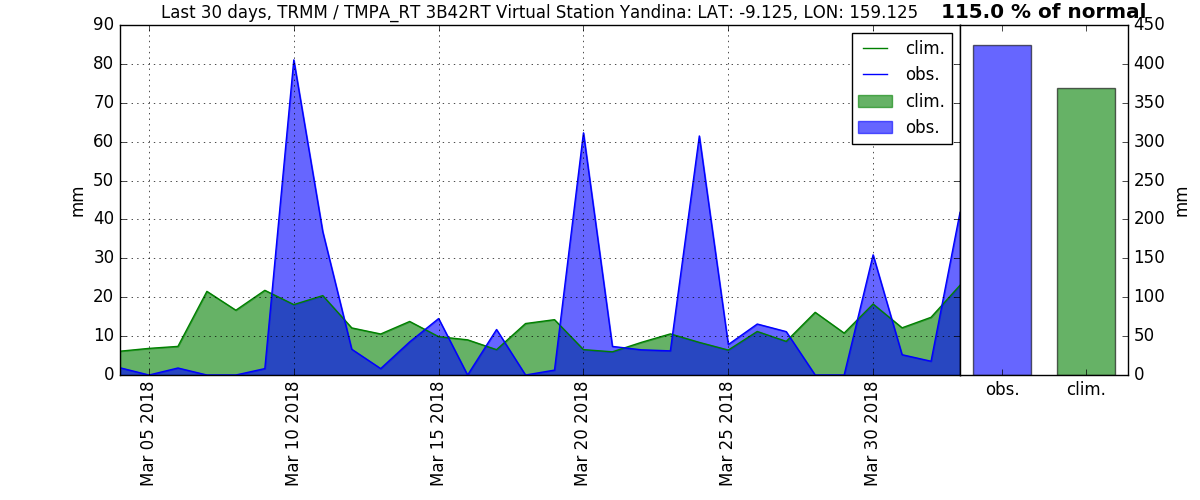 Last 30 days, TRMM / TMPA_RT 3B42RT Virtual Station Yandina: LAT: -9.125, LON: 159.125
115.0 % of normal
90
80
70
60
50
40
30
20
10
0
mm
clim.
obs.
clim.
obs.
450
400
350
300
250
200
150
100
50
0
mm
Mar 05 2018
Mar 10 2018
Mar 15 2018
Mar 20 2018
Mar 25 2018
Mar 30 2018
obs.
clim.